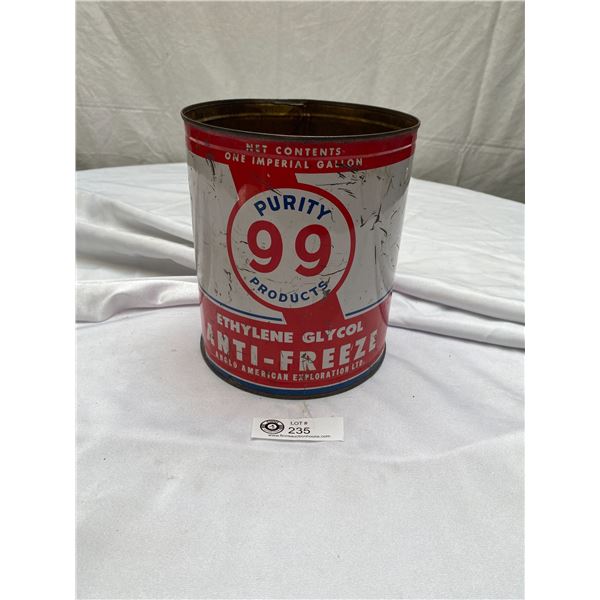 NET CONTENTS
ONE IMPERIAL GALLON
PURITY
99
PRODUCTS
ETHYLENE GLYCOL
ANTI-FREEZE
ANGLO AMERICAN EXPLORATION LTD.
LOT #
235